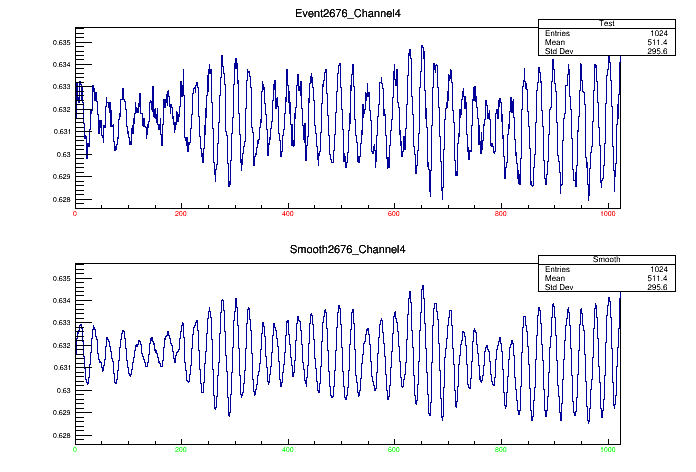 Event2676_Channel4
Test
Entries 1024
Mean 511.4
Std Dev 295.6
0.635
0.634
0.633
0.632
0.631
0.63
0.629
0.628
0 200 400 600 800 1000
Smooth2676_Channel4
Smooth
Entries 1024
Mean 511.4
Std Dev 295.6
0.635
0.634
0.633
0.632
0.631
0.63
0.629
0.628
0 200 400 600 800 1000